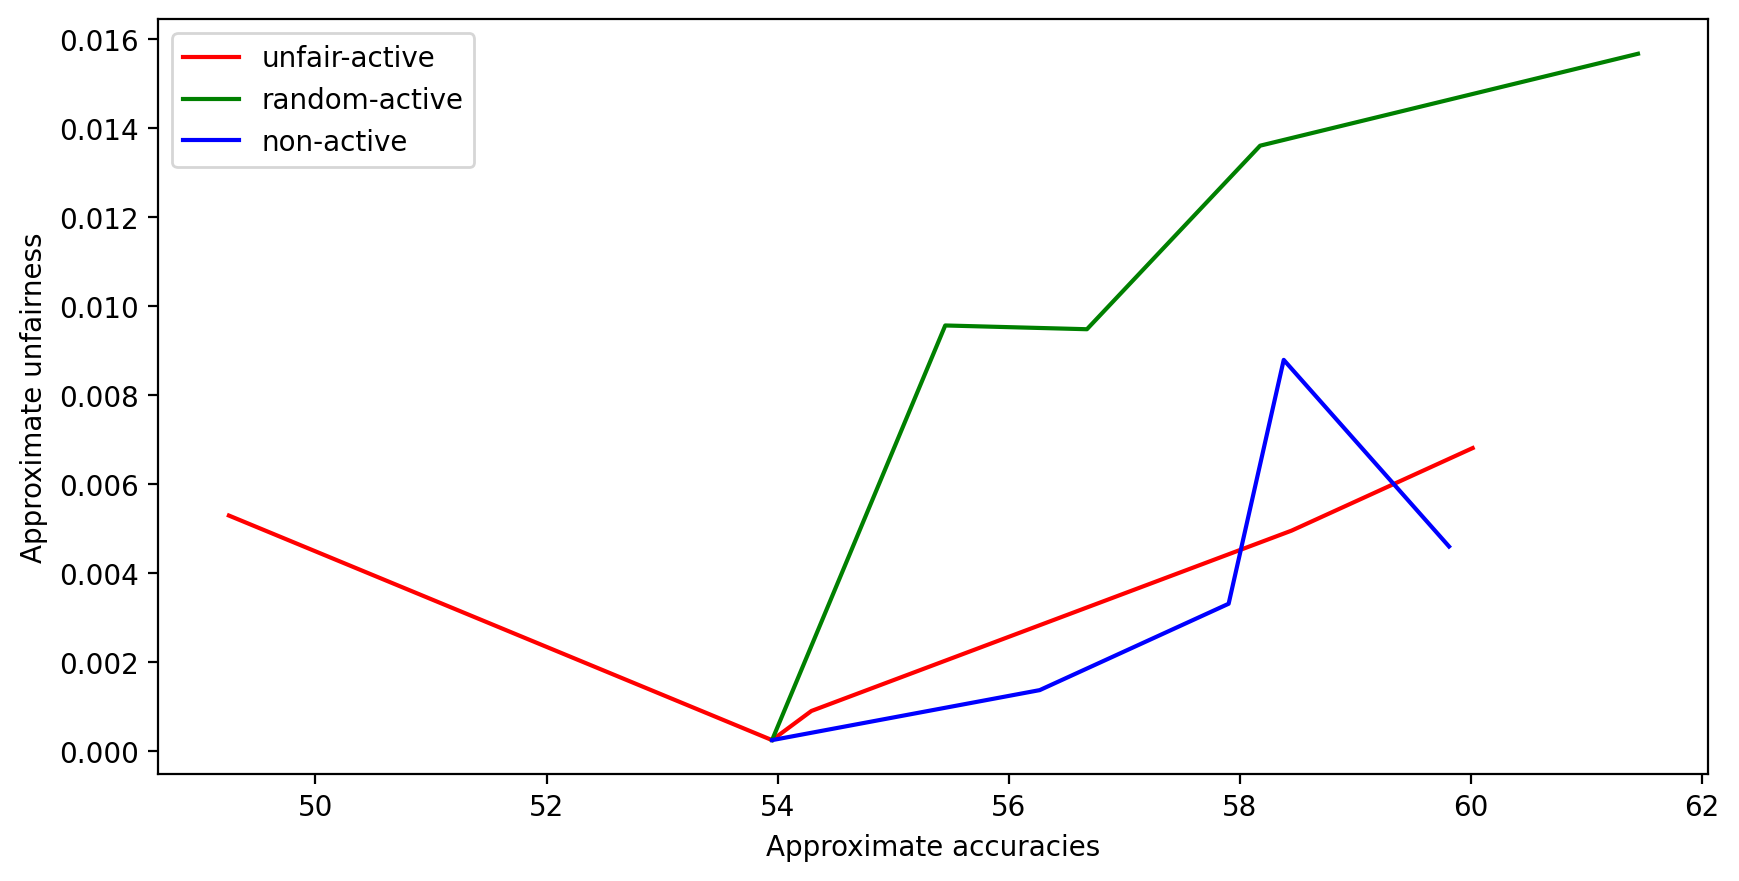 unfair-active
random-active
non-active
0.016
0.014
0.012
0.010
0.008
0.006
0.004
0.002
0.000
Approximate unfairness
50 52 54 56 58 60 62
Approximate accuracies